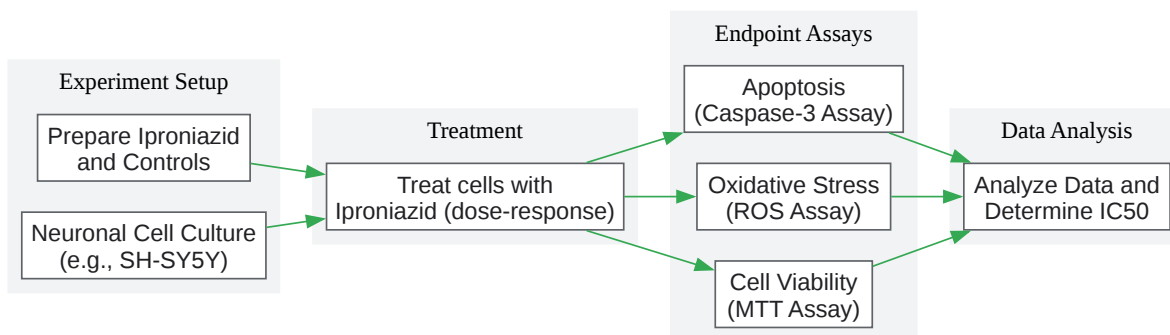 Experiment Setup
Prepare Iproniazid
and Controls
Neuronal Cell Culture
(e.g., SH-SY5Y)
Treatment
Treat cells with
Iproniazid (dose-response)
Endpoint Assays
Apoptosis
(Caspase-3 Assay)
Oxidative Stress
(ROS Assay)
Cell Viability
(MTT Assay)
Data Analysis
Analyze Data and
Determine IC50